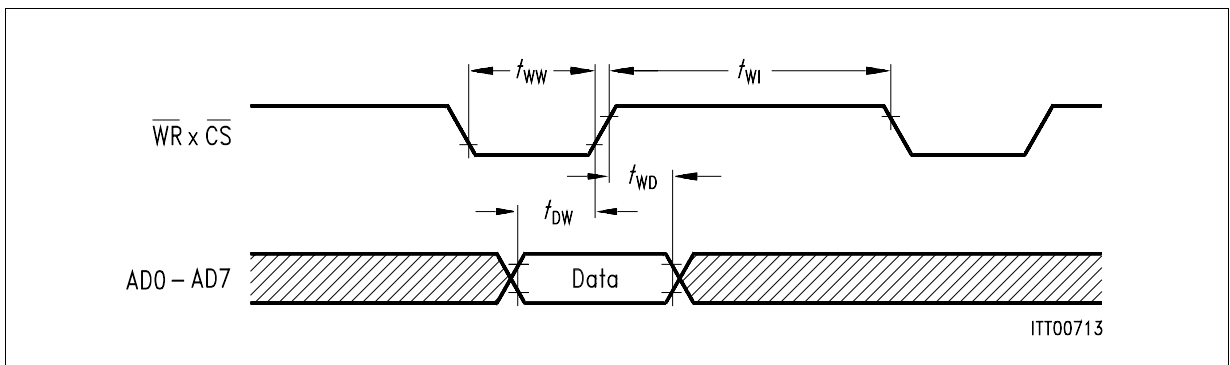 tWW
tWI
WR x CS
tWD
tDW
AD0 – AD7
Data
ITT00713